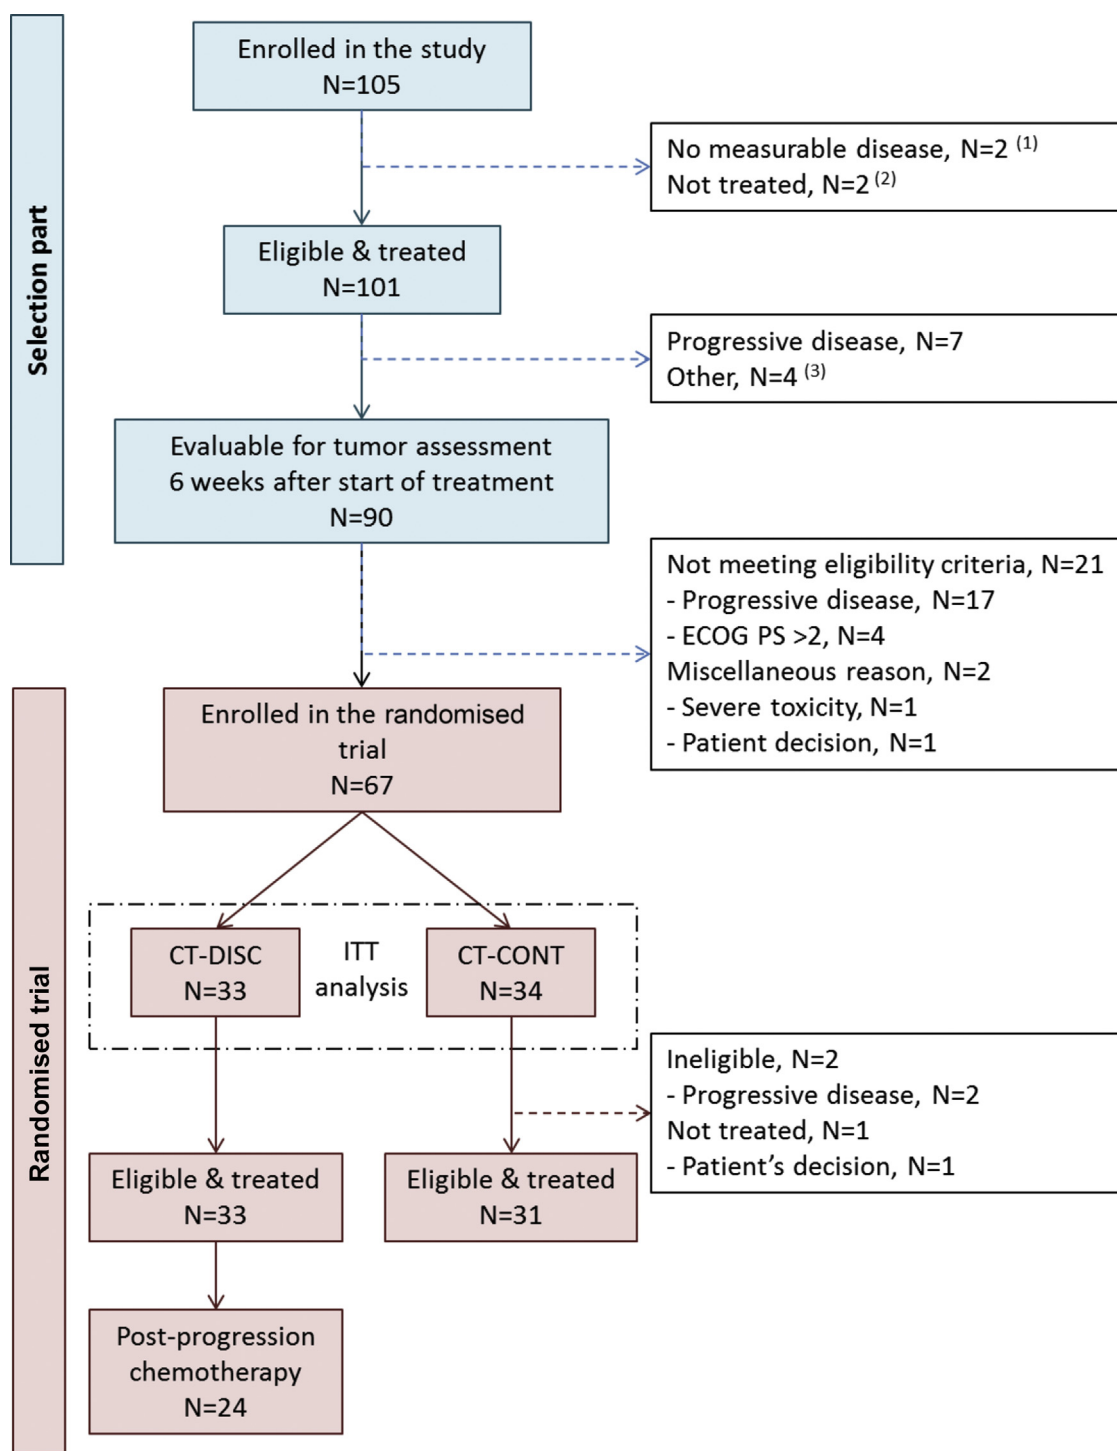 Selection part
Enrolled in the study
N=105
No measurable disease, N=2 (1)
Not treated, N=2 (2)
Eligible & treated
N=101
Progressive disease, N=7
Other, N=4 (3)
Evaluable for tumor assessment
6 weeks after start of treatment
N=90
Not meeting eligibility criteria, N=21
- Progressive disease, N=17
- ECOG PS >2, N=4
Miscellaneous reason, N=2
- Severe toxicity, N=1
- Patient decision, N=1
Randomised trial
Enrolled in the randomised
trial
N=67
CT-DISC
N=33
ITT
analysis
CT-CONT
N=34
Ineligible, N=2
- Progressive disease, N=2
Not treated, N=1
- Patient’s decision, N=1
Eligible & treated
N=33
Eligible & treated
N=31
Post-progression
chemotherapy
N=24